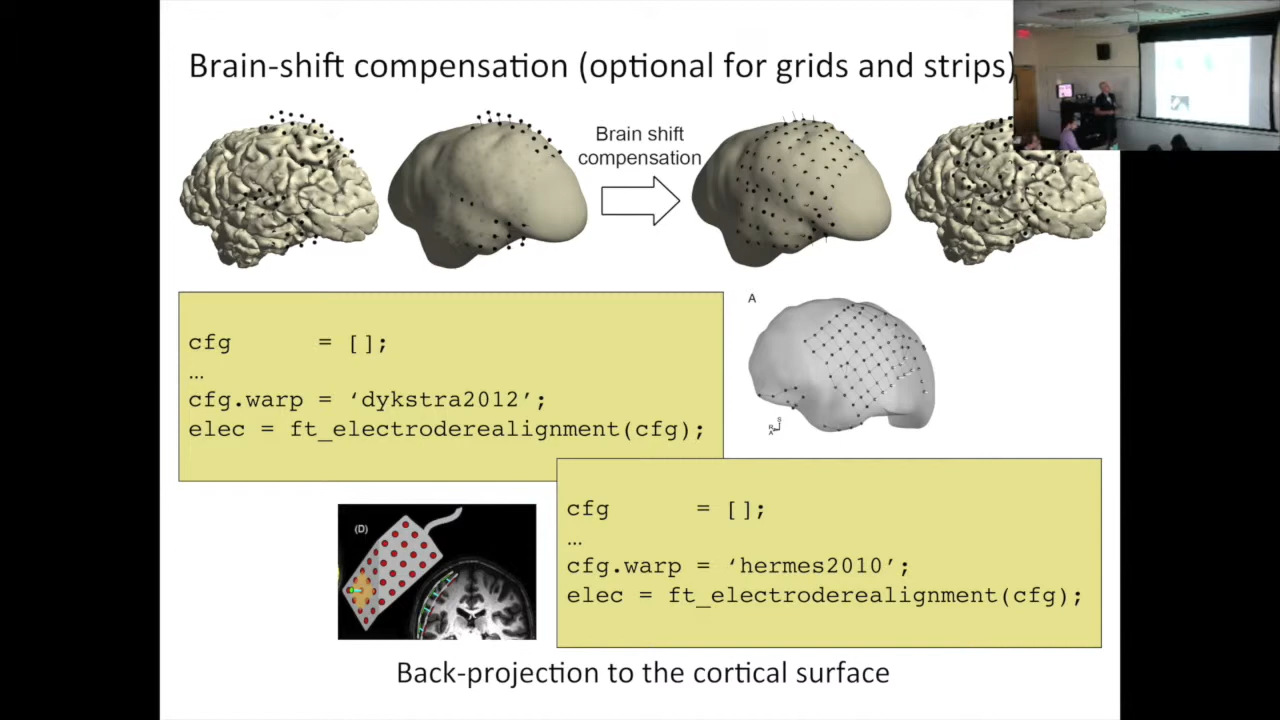 Brain-shift compensation (optional for grids and strips)
Brain shift
compensation
cfg      = [];
…
cfg.warp = ‘dykstra2012’;
elec = ft_electroderealignment(cfg);
A
S
R
A
cfg      = [];
…
cfg.warp = ‘hermes2010’;
elec = ft_electroderealignment(cfg);
(D)
Back-projection to the cortical surface